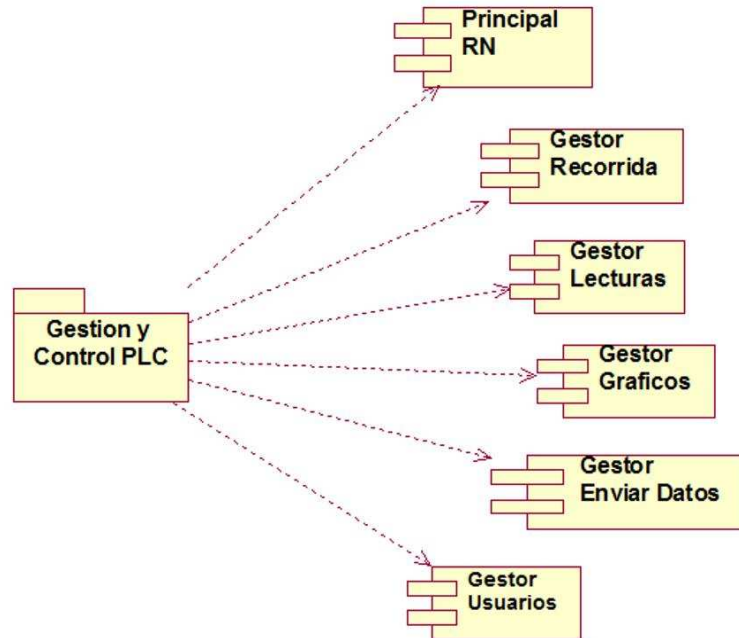 Principal
RN
Gestor
Recorrida
Gestor
Lecturas
Gestion y
Control PLC
Gestor
Graficos
Gestor
Enviar Datos
Gestor
Usuarios